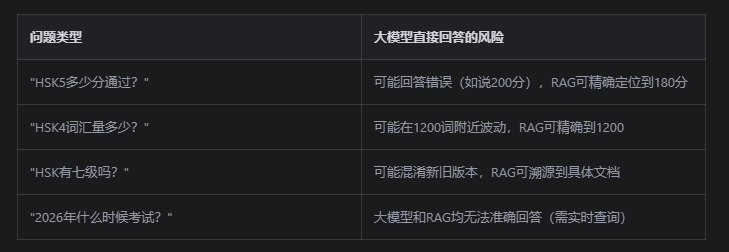 问题类型 大模型直接回答的风险
"HSK5多少分通过？" 可能回答错误（如说200分），RAG可精确定位到180分
"HSK4词汇量多少？" 可能在1200词附近波动，RAG可精确到1200
"HSK有七级吗？" 可能混淆新旧版本，RAG可溯源到具体文档
"2026年什么时候考试？" 大模型和RAG均无法准确回答（需实时查询）